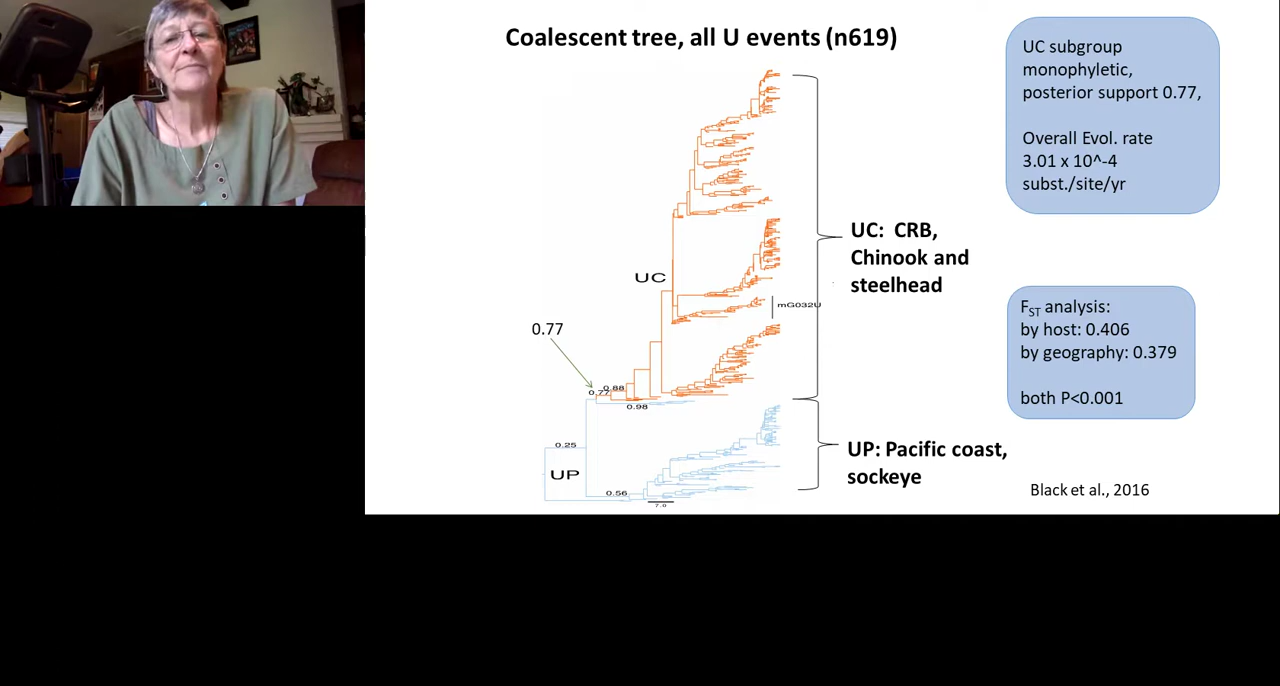 Coalescent tree, all U events (n619)
UC subgroup
monophyletic,
posterior support 0.77,
Overall Evol. rate
3.01 x 10^-4
subst./site/yr
UC: CRB,
Chinook and
steelhead
UC
mG032U
0.77
0.88
0.77
0.98
FST analysis:
by host: 0.406
by geography: 0.379
both P<0.001
0.25
UP
0.56
7.0
UP: Pacific coast,
sockeye
Black et al., 2016